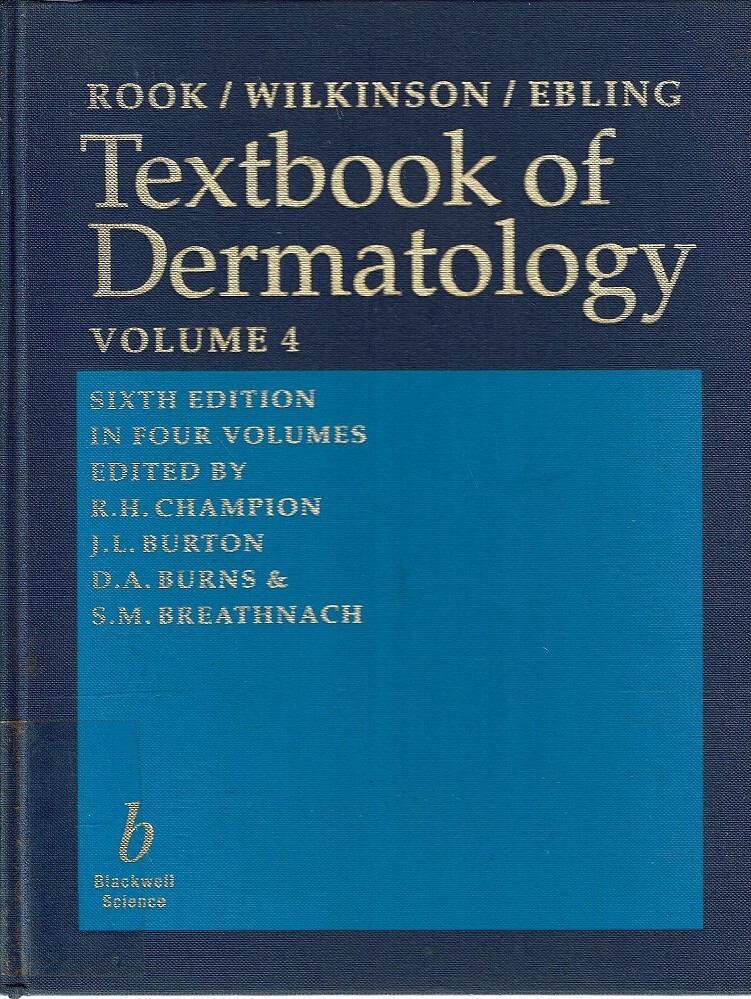 ROOK / WILKINSON / EBLING
Textbook of
Dermatology
VOLUME 4
SIXTH EDITION
IN FOUR VOLUMES
EDITED BY
R.H. CHAMPION
J.L. BURTON
D.A. BURNS &
S.M. BREATHNACH
b
Blackwell
Science